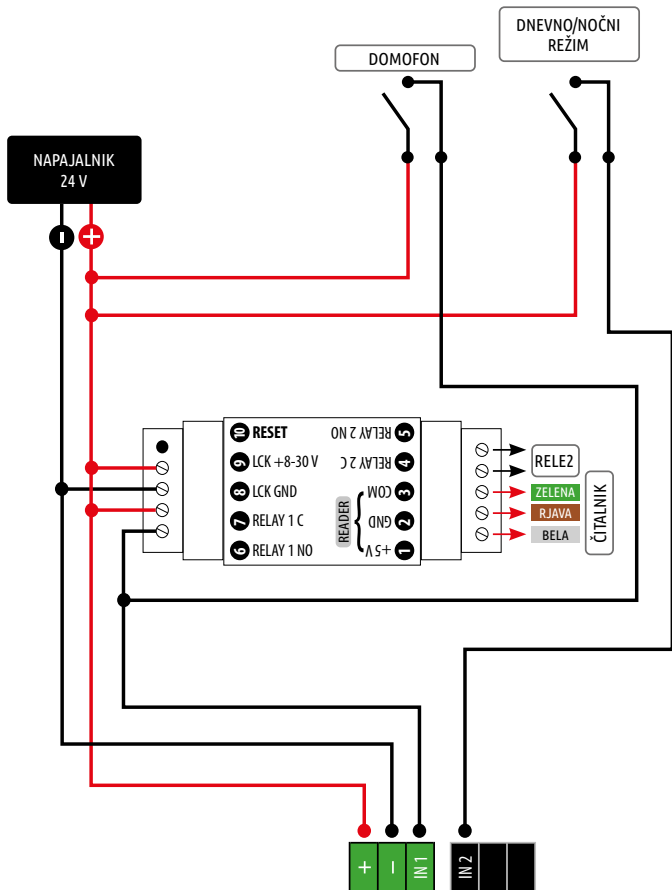 DNEVNO/NOČNI
REŽIM
DOMOFON
NAPAJALNIK
24 V
10 RESET
9 LCK +8-30 V
8 LCK GND
7 RELAY 1 C
6 RELAY 1 NO
RELAY 2 NO 5
RELAY 2 C 4
COM 3
GND 2
+5 V 1
READER
RELE2
ZELENA
RJAVA
BELA
ČITALNIK
+
–
IN 1
IN 2